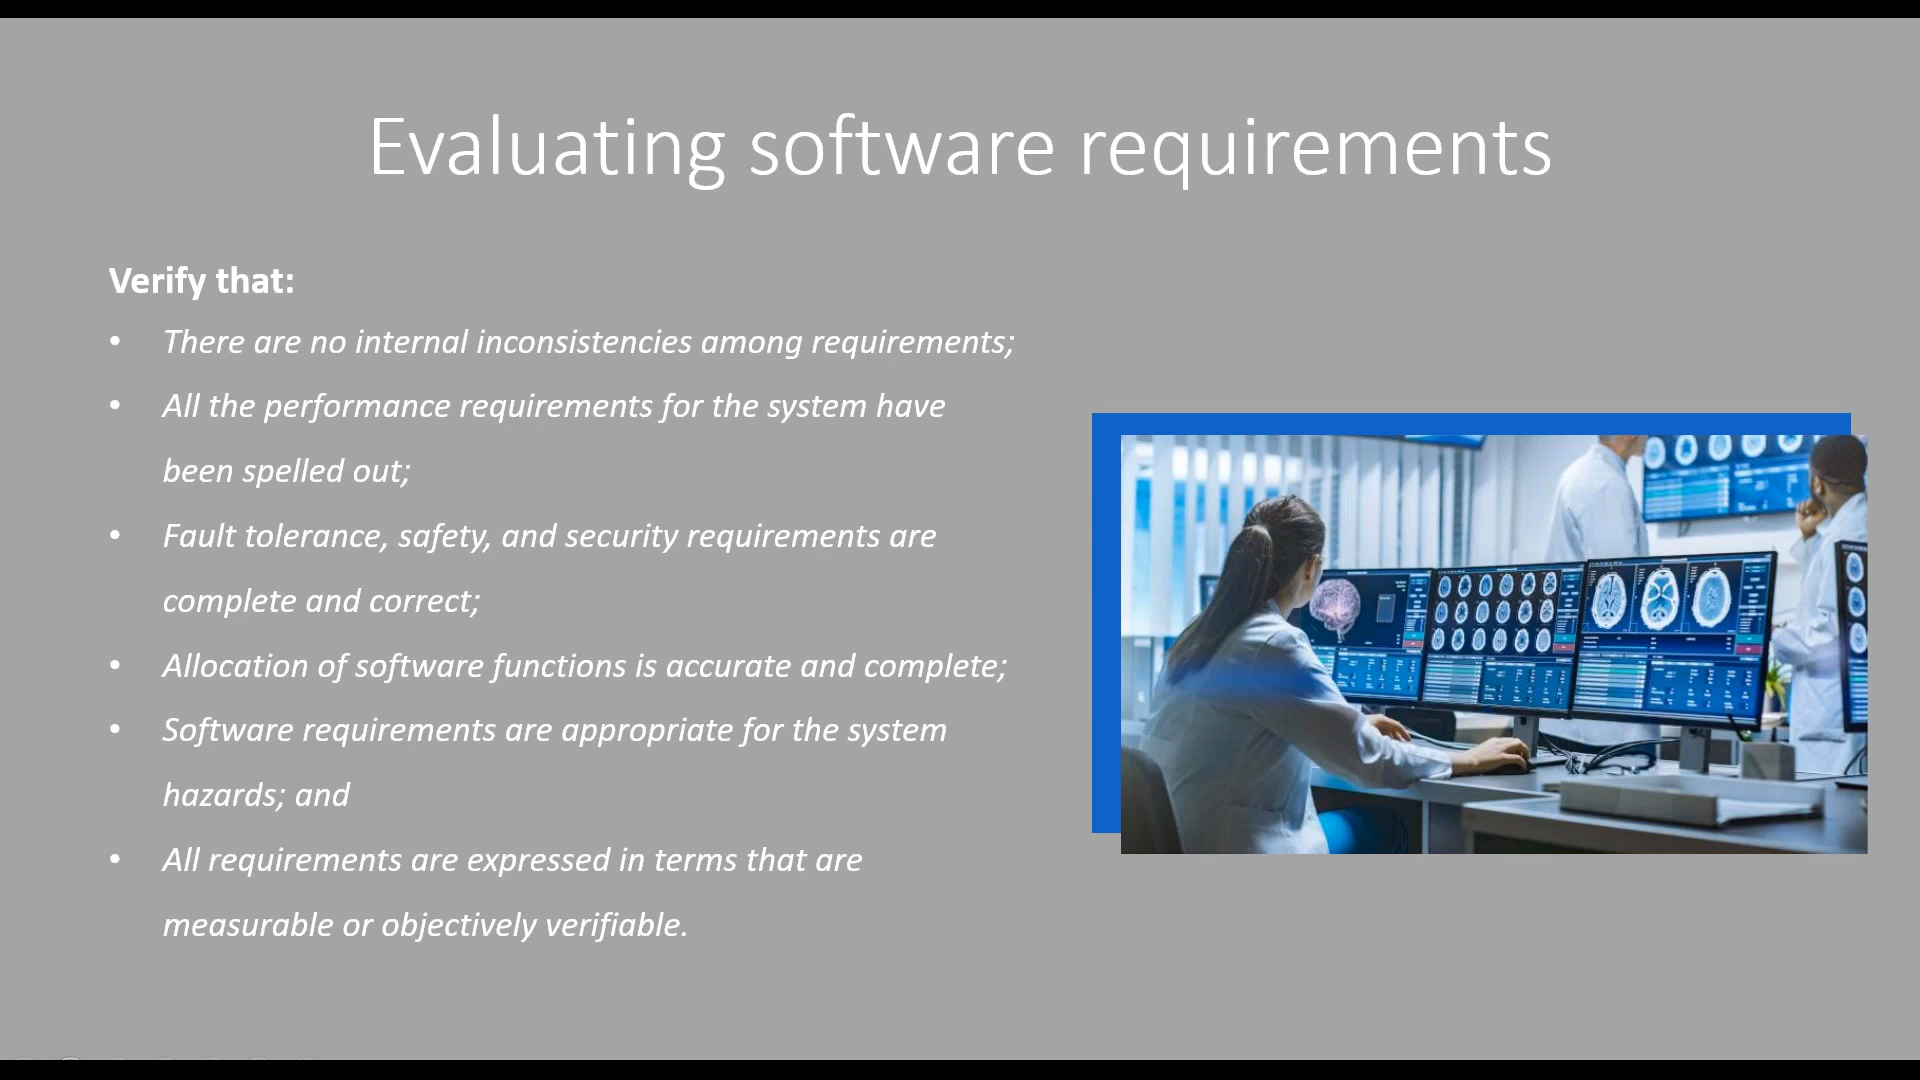 Evaluating software requirements
Verify that:
• There are no internal inconsistencies among requirements;
• All the performance requirements for the system have
been spelled out;
• Fault tolerance, safety, and security requirements are
complete and correct;
• Allocation of software functions is accurate and complete;
• Software requirements are appropriate for the system
hazards; and
• All requirements are expressed in terms that are
measurable or objectively verifiable.